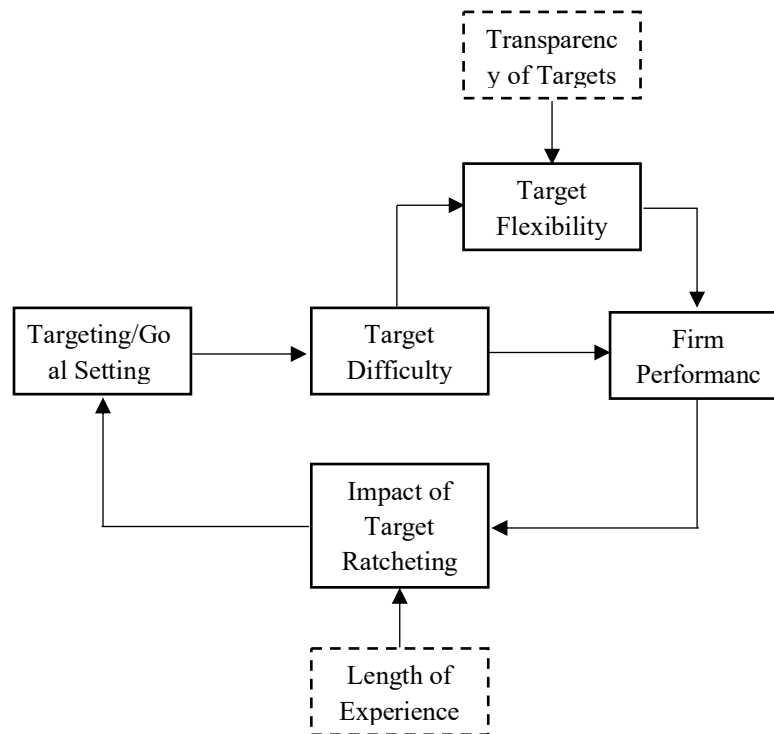 Transparenc
y of Targets
Target
Flexibility
Targeting/Go
al Setting
Target
Difficulty
Firm
Performanc
Impact of
Target
Ratcheting
Length of
Experience